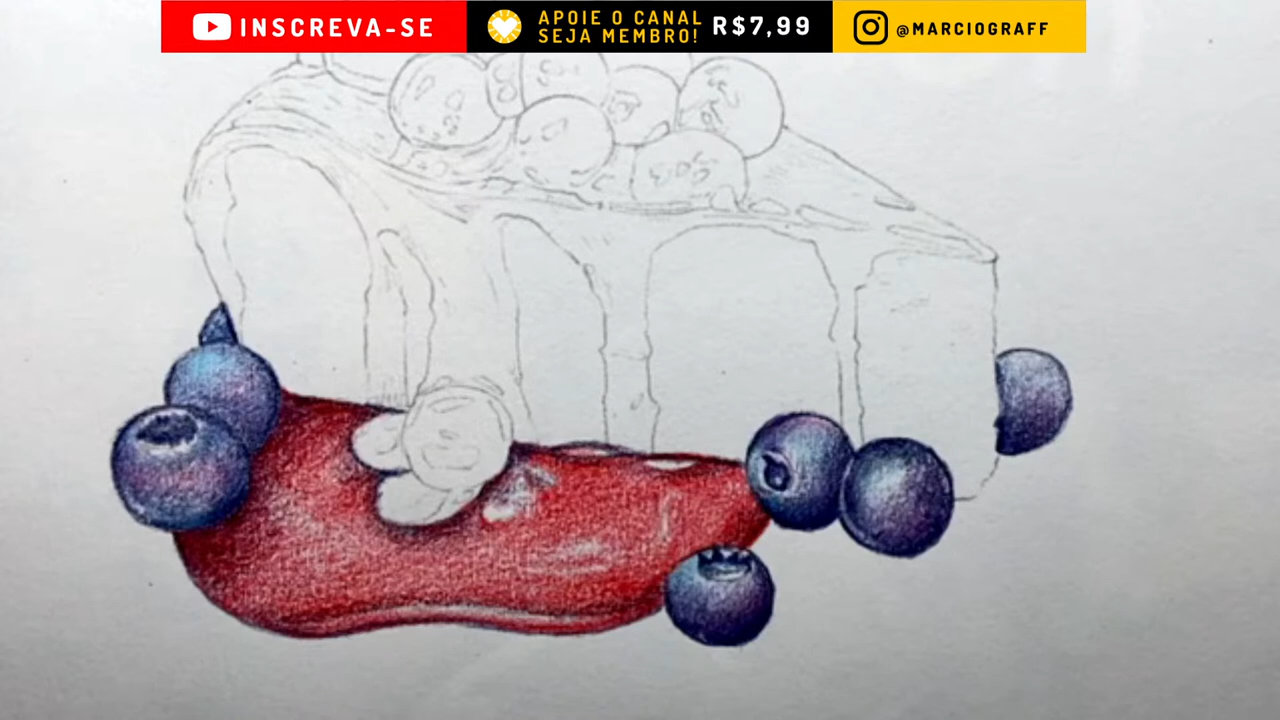 INSCREVA-SE
APOIE O CANAL
SEJA MEMBRO!
R$7,99
@MARCIOGRAFF